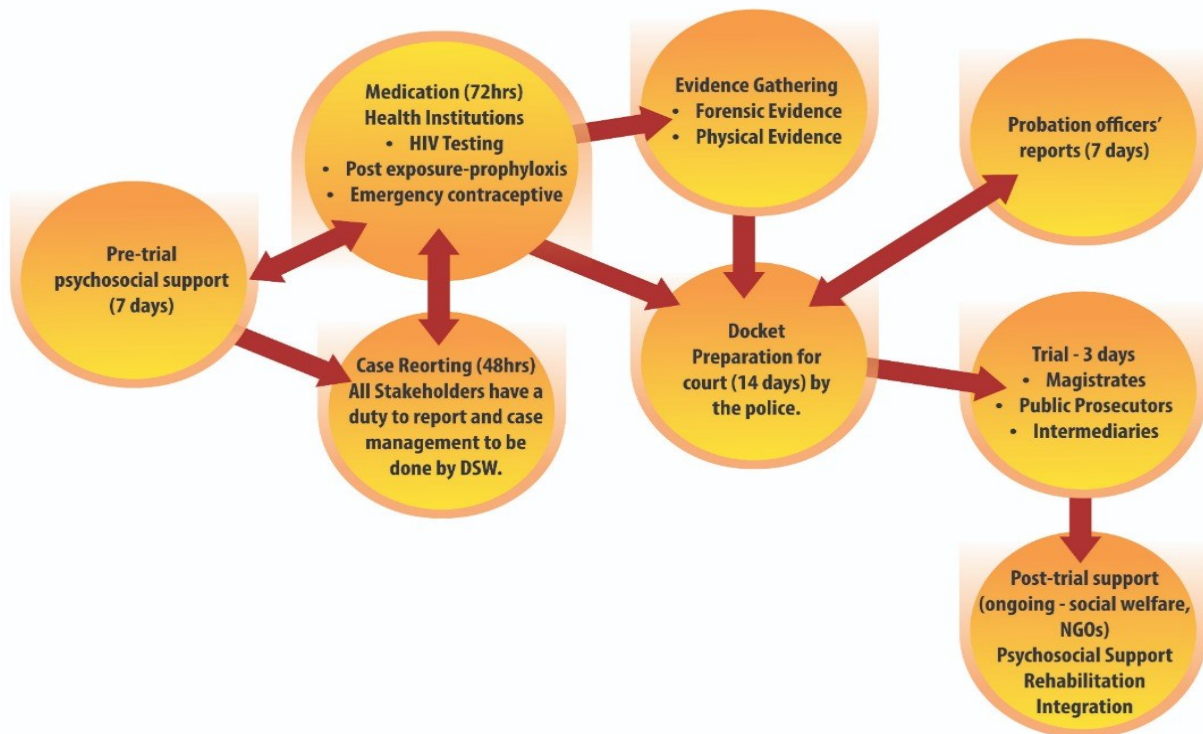 Medication (72hrs)
Health Institutions
• HIV Testing
• Post exposure-prophyloxis
• Emergency contraceptive
Evidence Gathering
• Forensic Evidence
• Physical Evidence
Probation officers’
reports (7 days)
Pre-trial
psychosocial support
(7 days)
Case Reorting (48hrs)
All Stakeholders have a
duty to report and case
management to be
done by DSW.
Docket
Preparation for
court (14 days) by
the police.
Trial - 3 days
• Magistrates
• Public Prosecutors
• Intermediaries
Post-trial support
(ongoing - social welfare,
NGOs)
Psychosocial Support
Rehabilitation
Integration